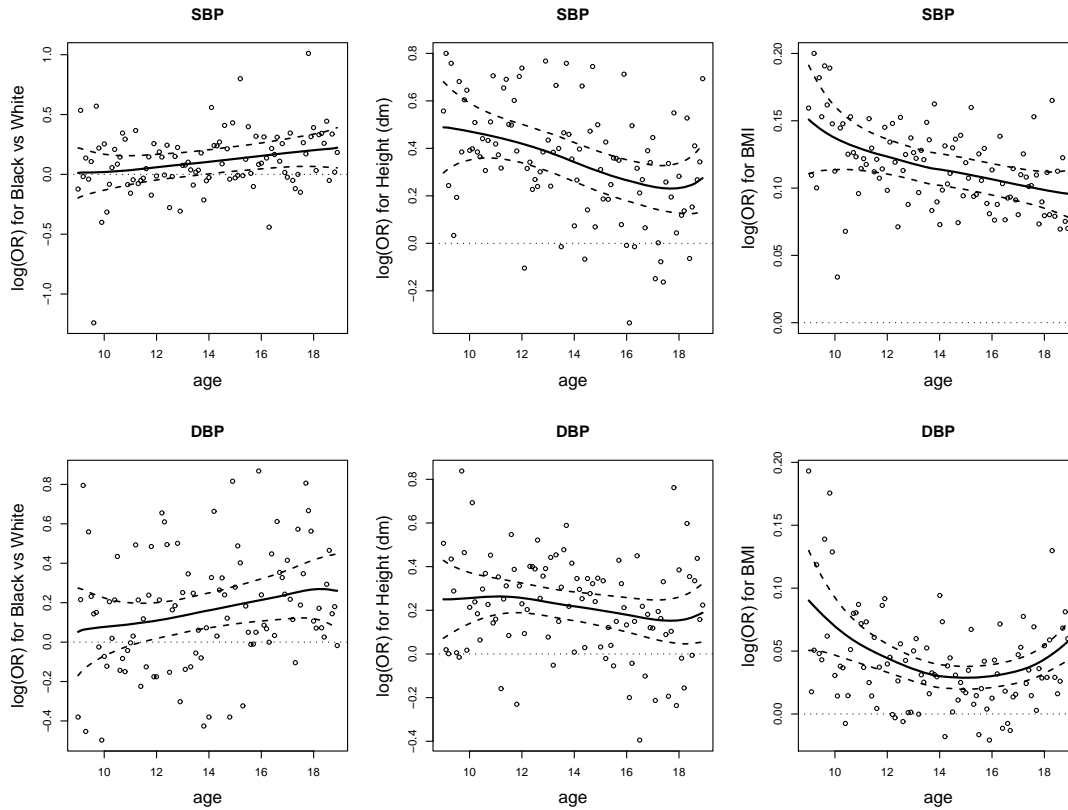 SBP
log(OR) for Black vs White
1.0
0.5
0.0
−0.5
−1.0
10 12 14 16 18
age
SBP
log(OR) for Height (dm)
0.8
0.6
0.4
0.2
0.0
−0.2
10 12 14 16 18
age
SBP
log(OR) for BMI
0.20
0.15
0.10
0.05
0.00
10 12 14 16 18
age
DBP
log(OR) for Black vs White
0.8
0.6
0.4
0.2
0.0
−0.2
−0.4
10 12 14 16 18
age
DBP
log(OR) for Height (dm)
0.8
0.6
0.4
0.2
0.0
−0.2
−0.4
10 12 14 16 18
age
DBP
log(OR) for BMI
0.20
0.15
0.10
0.05
0.00
10 12 14 16 18
age